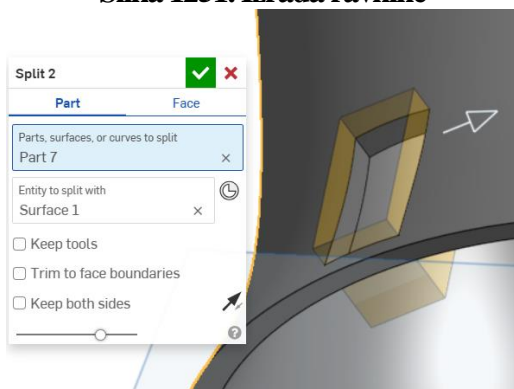 Split 2
Part Face
Parts, surfaces, or curves to split
Part 7
Entity to split with
Surface 1
Keep tools
Trim to face boundaries
Keep both sides